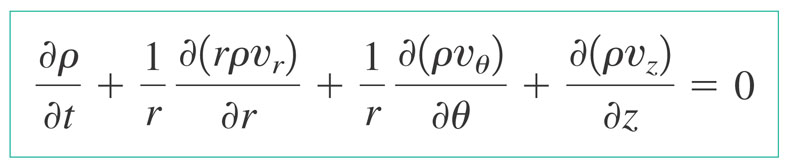 ∂ρ/∂t + 1/r ∂(rρv_r)/∂r + 1/r ∂(ρv_θ)/∂θ + ∂(ρv_z)/∂z = 0